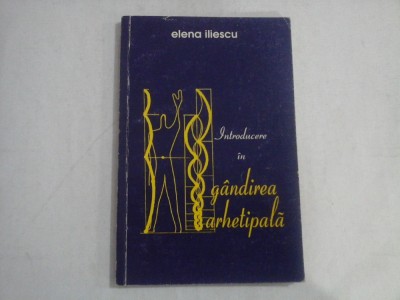 elena iliescu
Introducere
în
gândirea
arhetipală